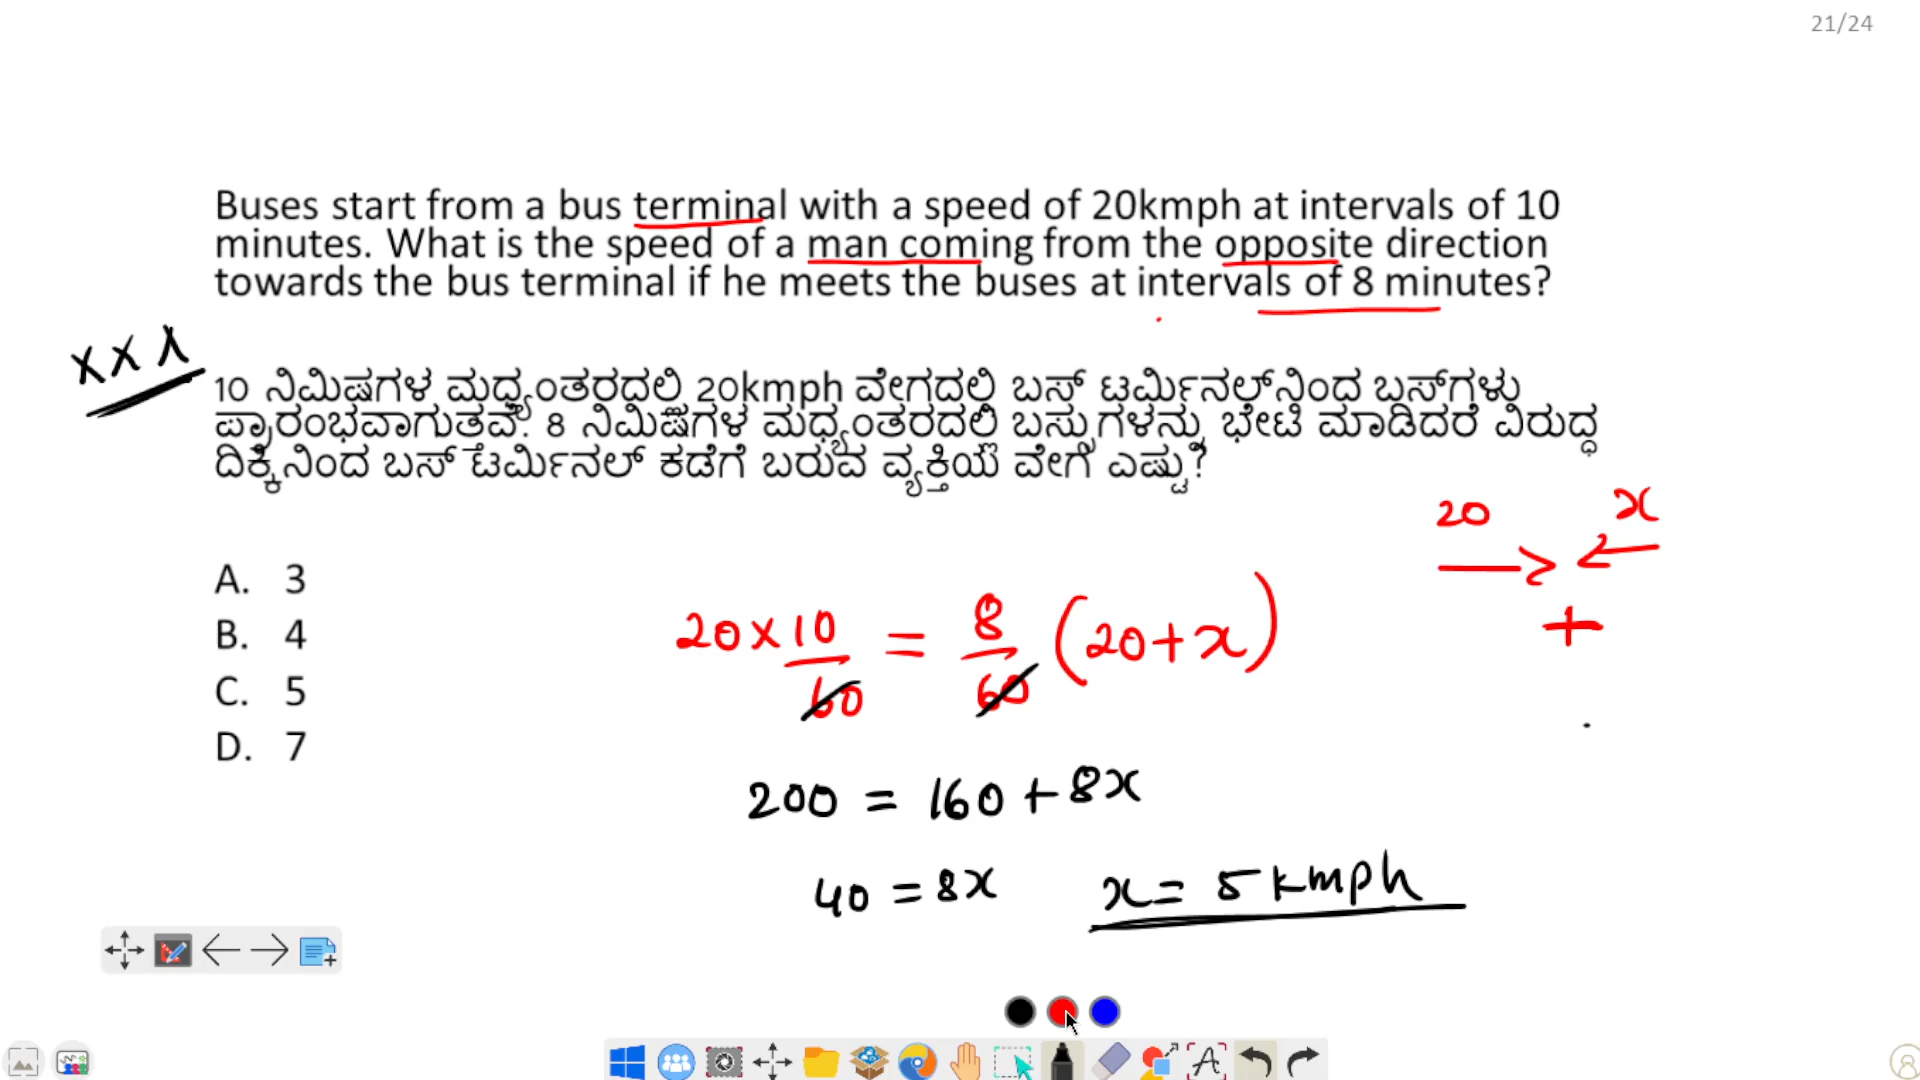 21/24
Buses start from a bus terminal with a speed of 20kmph at intervals of 10
minutes. What is the speed of a man coming from the opposite direction
towards the bus terminal if he meets the buses at intervals of 8 minutes?
10 ನಿಮಿಷಗಳ ಮಧ್ಯಂತರದಲ್ಲಿ 20kmph ವೇಗದಲ್ಲಿ ಬಸ್ ಟರ್ಮಿನಲ್‌ನಿಂದ ಬಸ್‌ಗಳು
ಪ್ರಾರಂಭವಾಗುತ್ತವೆ. 8 ನಿಮಿಷಗಳ ಮಧ್ಯಂತರದಲ್ಲಿ ಬಸ್ಸುಗಳನ್ನು ಭೇಟಿ ಮಾಡಿದರೆ ವಿರುದ್ಧ
ದಿಕ್ಕಿನಿಂದ ಬಸ್ ಟರ್ಮಿನಲ್ ಕಡೆಗೆ ಬರುವ ವ್ಯಕ್ತಿಯ ವೇಗ ಎಷ್ಟು?
20 x
+
A. 3
B. 4
C. 5
D. 7
20 × 10/60 = 8/60 (20+x)
200 = 160 + 8x
40 = 8x x = 5 kmph